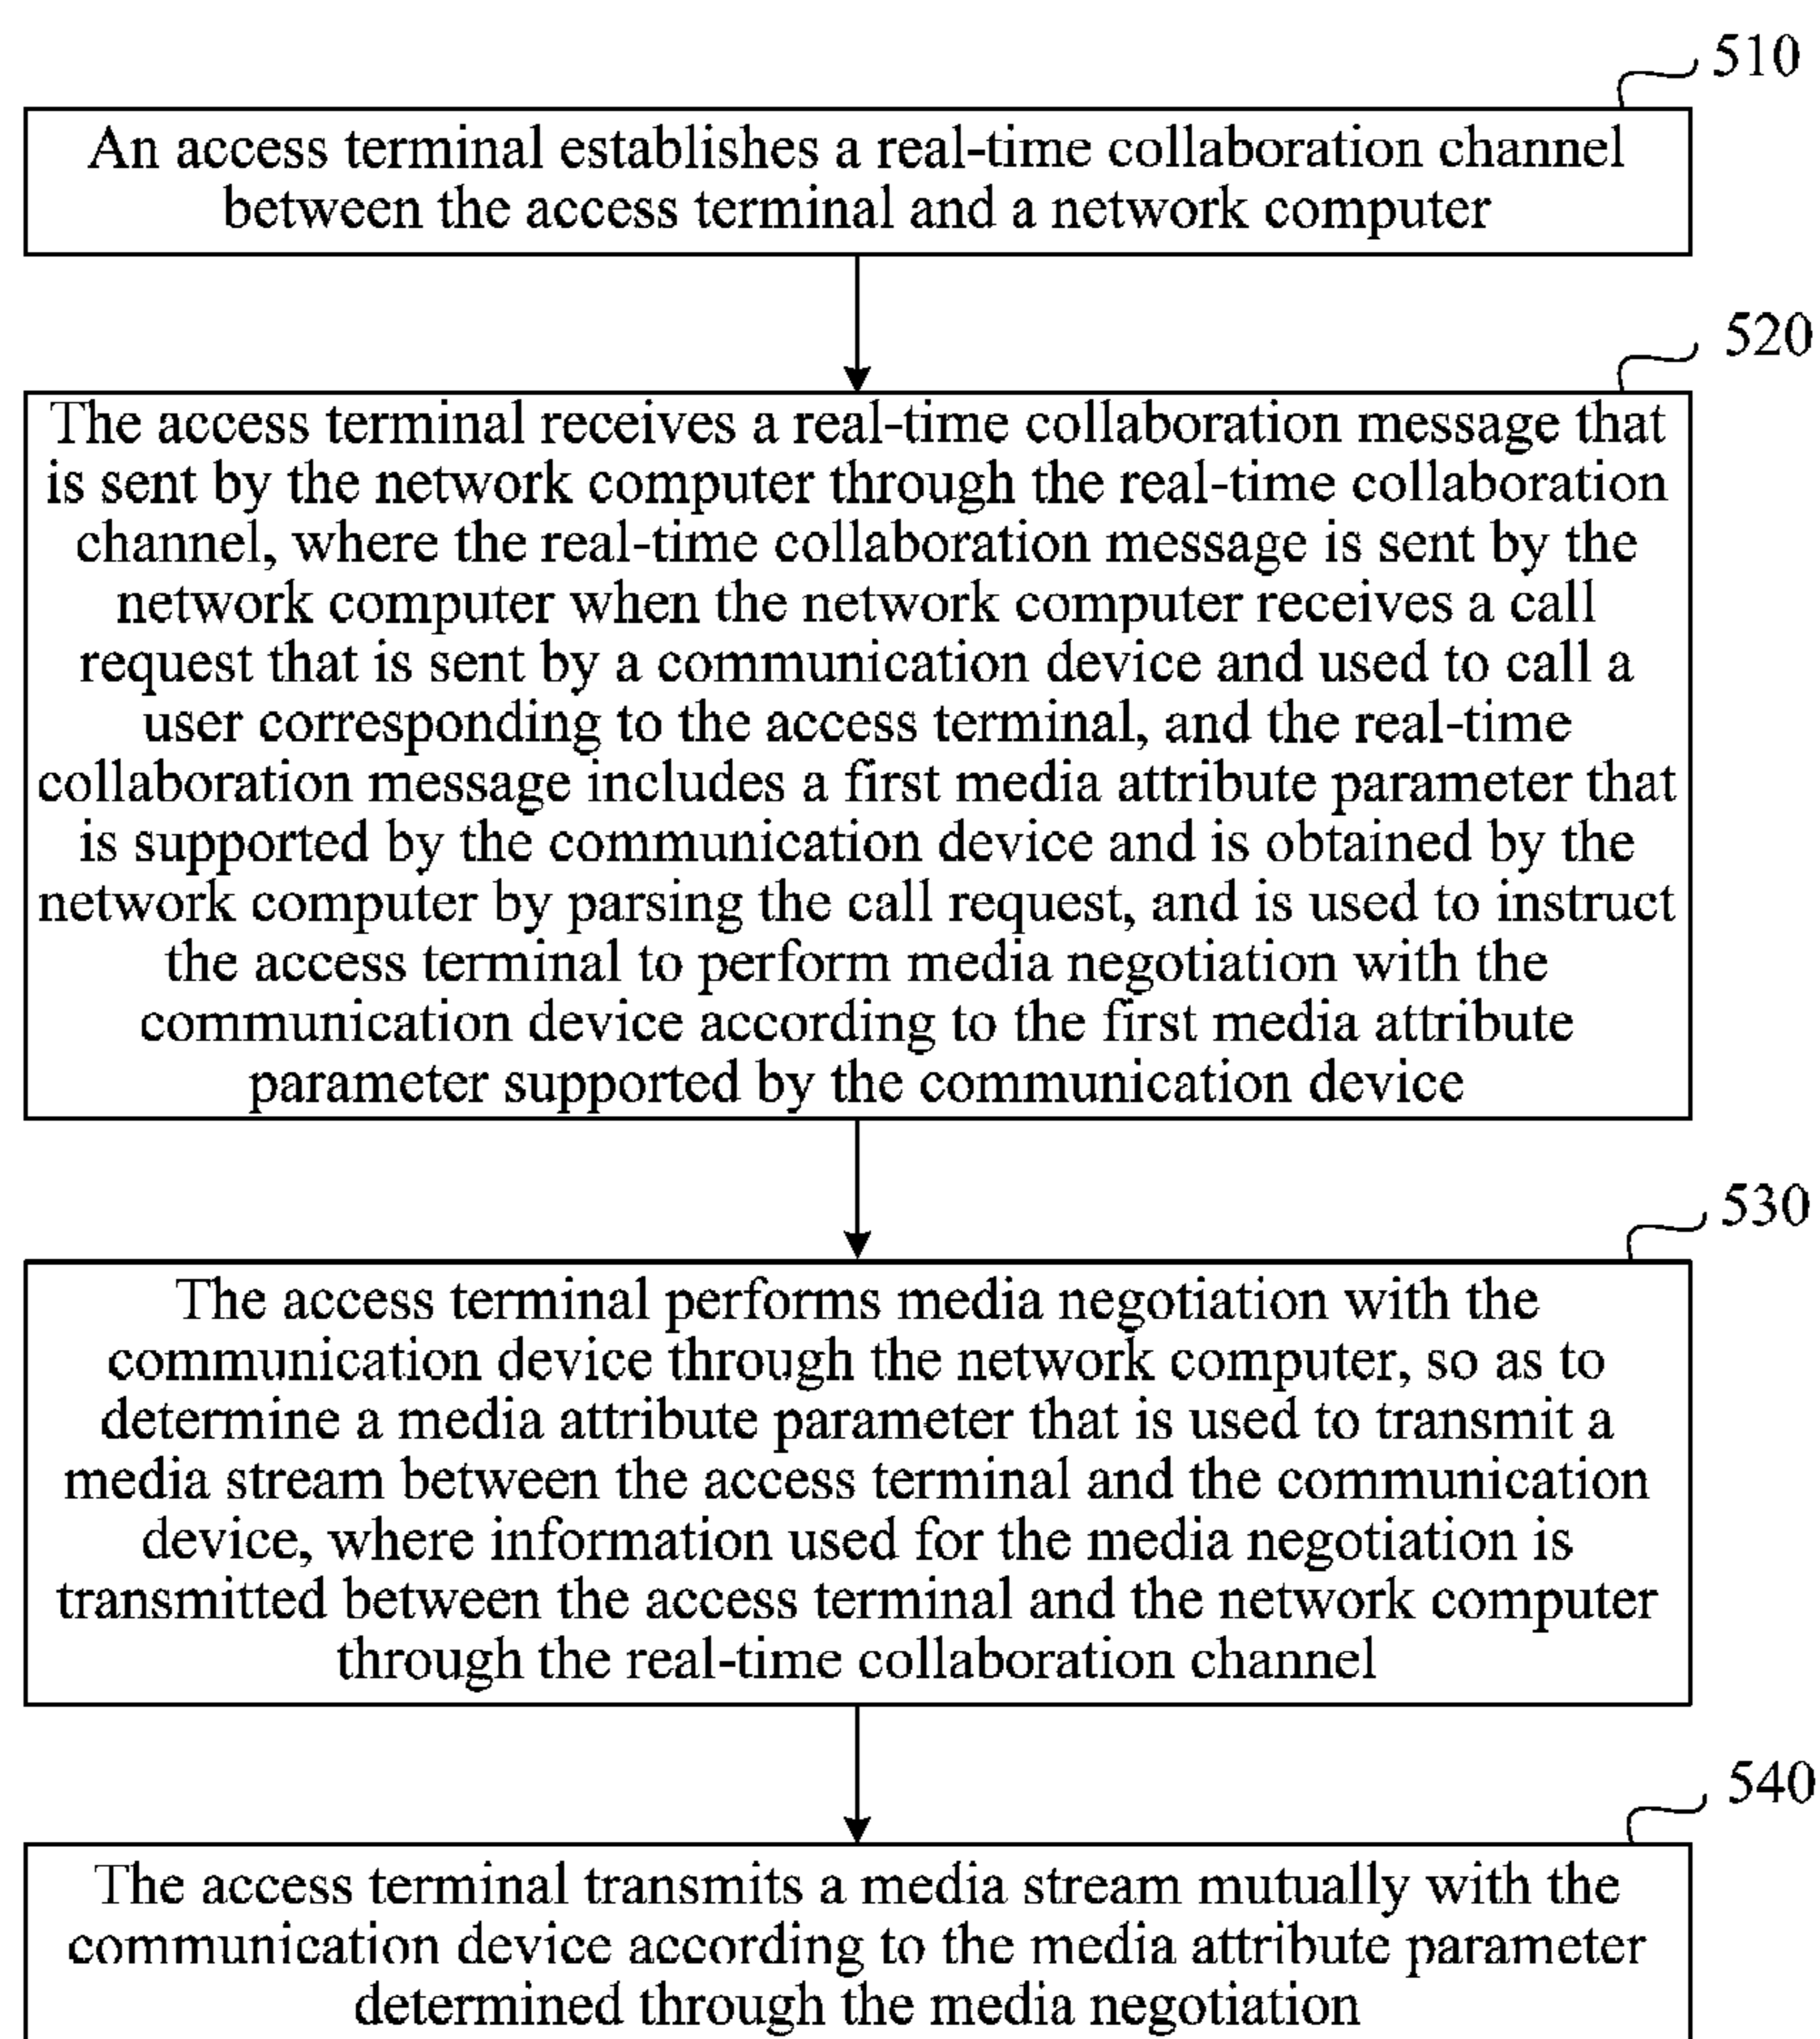 510
An access terminal establishes a real-time collaboration channel
between the access terminal and a network computer
520
The access terminal receives a real-time collaboration message that
is sent by the network computer through the real-time collaboration
channel, where the real-time collaboration message is sent by the
network computer when the network computer receives a call
request that is sent by a communication device and used to call a
user corresponding to the access terminal, and the real-time
collaboration message includes a first media attribute parameter that
is supported by the communication device and is obtained by the
network computer by parsing the call request, and is used to instruct
the access terminal to perform media negotiation with the
communication device according to the first media attribute
parameter supported by the communication device
530
The access terminal performs media negotiation with the
communication device through the network computer, so as to
determine a media attribute parameter that is used to transmit a
media stream between the access terminal and the communication
device, where information used for the media negotiation is
transmitted between the access terminal and the network computer
through the real-time collaboration channel
540
The access terminal transmits a media stream mutually with the
communication device according to the media attribute parameter
determined through the media negotiation